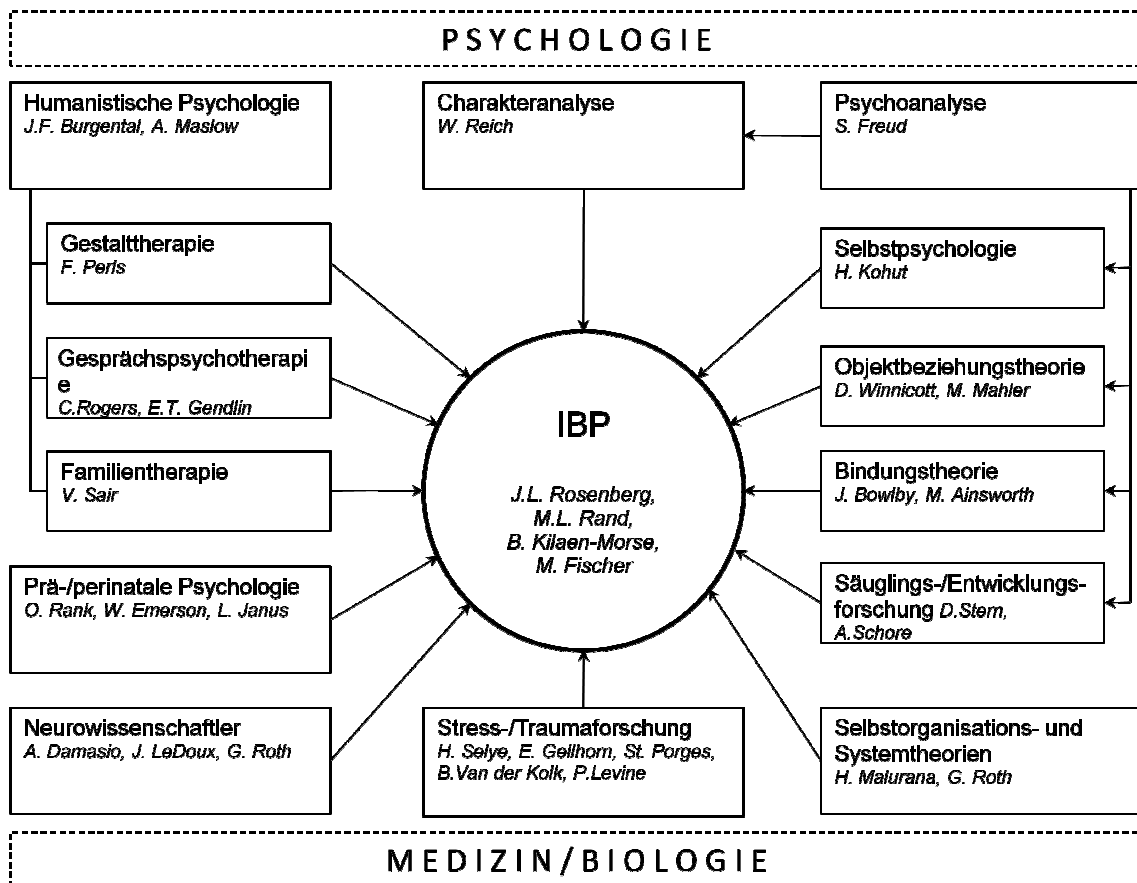 PSYCHOLOGIE
Humanistische Psychologie
J.F. Burgental, A. Maslow
Charakteranalyse
W. Reich
Psychoanalyse
S. Freud
Gestalttherapie
F. Perls
Selbstpsychologie
H. Kohut
Gesprächspsychotherapi
e
C.Rogers, E.T. Gendlin
Objektbeziehungstheorie
D. Winnicott, M. Mahler
Familientherapie
V. Sair
Bindungstheorie
J. Bowlby, M. Ainsworth
IBP
J.L. Rosenberg,
M.L. Rand,
B. Kilaen-Morse,
M. Fischer
Prä-/perinatale Psychologie
O. Rank, W. Emerson, L. Janus
Säuglings-/Entwicklungs-
forschung D.Stern,
A.Schore
Neurowissenschaftler
A. Damasio, J. LeDoux, G. Roth
Stress-/Traumaforschung
H. Selye, E. Gellhorn, St. Porges,
B.Van der Kolk, P.Levine
Selbstorganisations- und
Systemtheorien
H. Malurana, G. Roth
MEDIZIN/BIOLOGIE